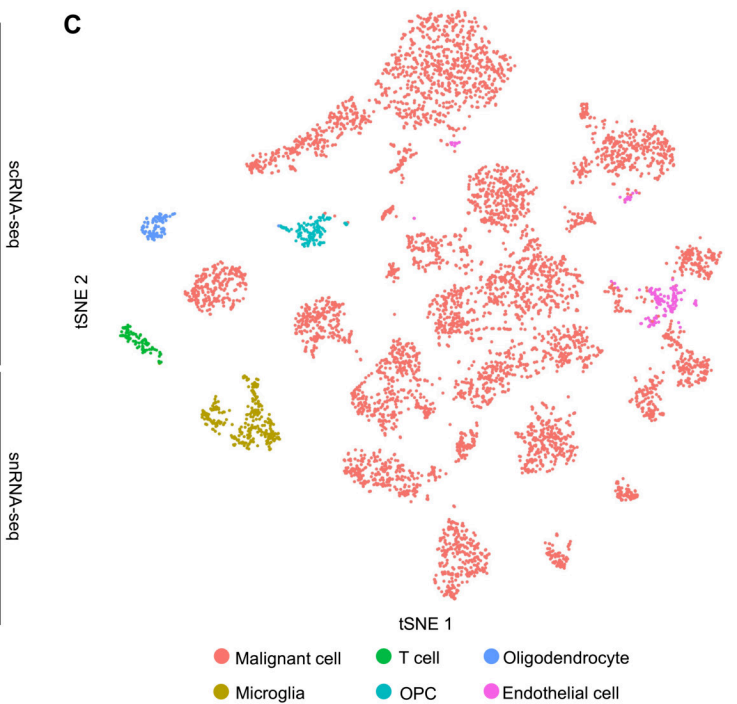 C
scRNA-seq
snRNA-seq
tSNE 2
tSNE 1
Malignant cell
T cell
Oligodendrocyte
Microglia
OPC
Endothelial cell